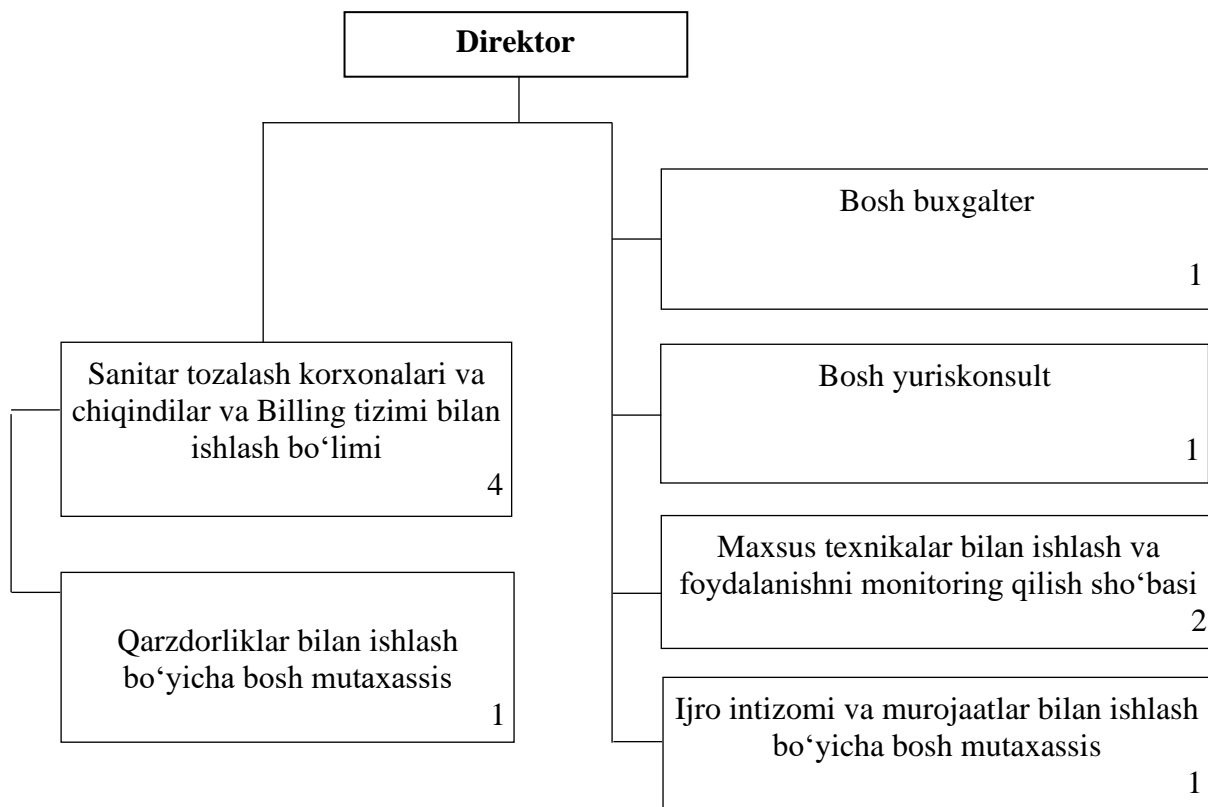 Direktor
Bosh buxgalter
1
Sanitar tozalash korxonalari va
chiqindilar va Billing tizimi bilan
ishlash bo‘limi
4
Bosh yuriskonsult
1
Maxsus texnikalar bilan ishlash va
foydalanishni monitoring qilish sho‘basi
2
Qarzdorliklar bilan ishlash
bo‘yicha bosh mutaxassis
1
Ijro intizomi va murojaatlar bilan ishlash
bo‘yicha bosh mutaxassis
1